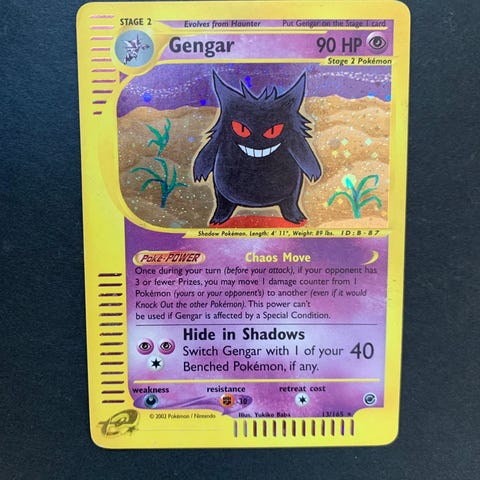 STAGE 2 Evolves from Haunter Put Gengar on the Stage 1 card
Gengar 90 HP
Stage 2 Pokémon
Shadow Pokémon. Length: 4' 11", Weight: 89 lbs. ID: B-87
Poké-POWER Chaos Move
Once during your turn (before your attack), if your opponent has
3 or fewer Prizes, you may move 1 damage counter from 1
Pokémon (yours or your opponent's) to another (even if it would
Knock Out the other Pokémon). This power can't
be used if Gengar is affected by a Special Condition.
Hide in Shadows
Switch Gengar with 1 of your 40
Benched Pokémon, if any.
weakness resistance retreat cost
30
© 2002 Pokémon / Nintendo Illus. Yukiko Baba 13/165 ★
e